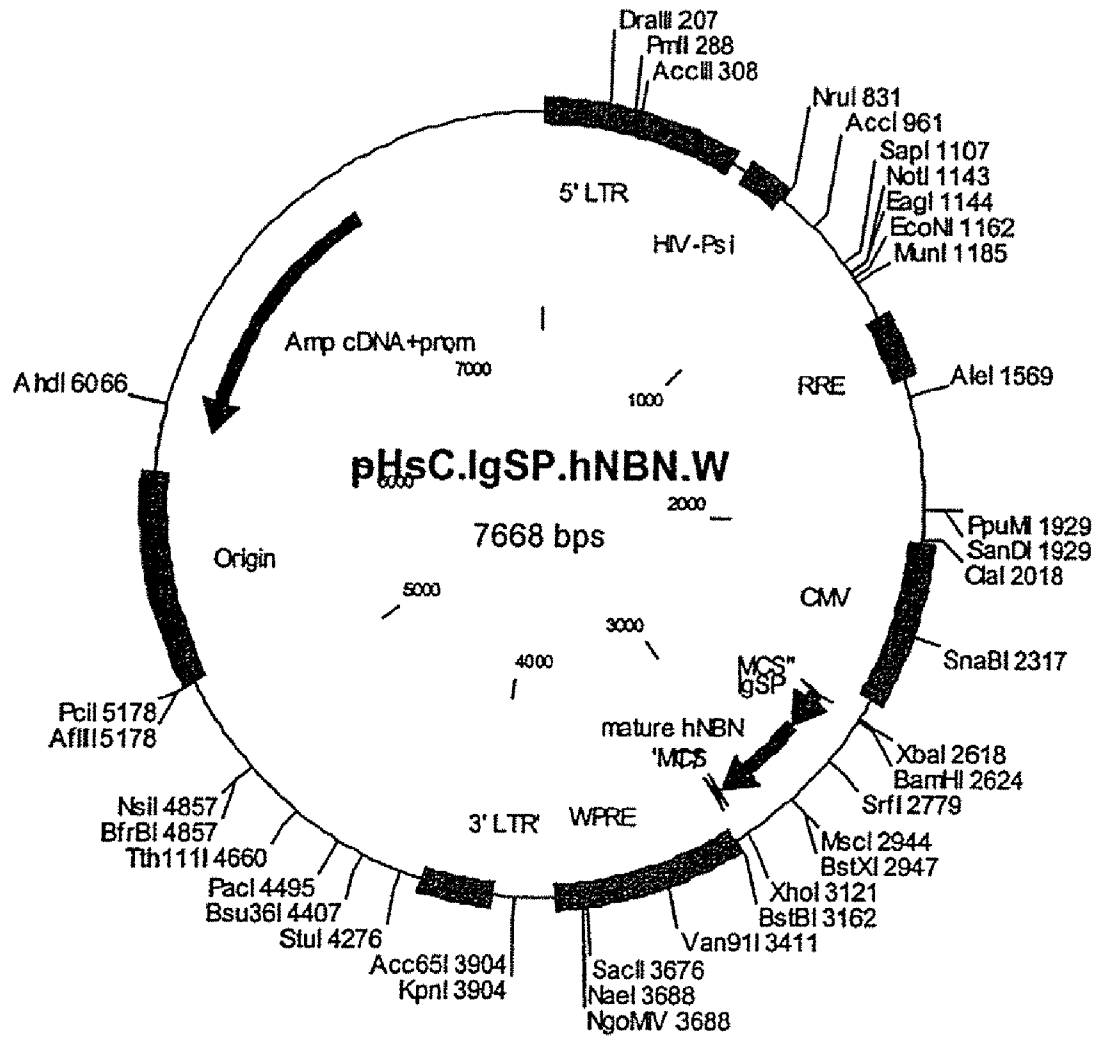 DraIII 207
PmlI 288
AccIII 308
NruI 831
AccI 961
SapI 1107
NotI 1143
EagI 1144
EcoNI 1162
MunI 1185
5' LTR
HIV-Psi
Amp cDNA+prom
7000
1000
AhdI 6066
RRE
AleI 1569
pHsC.IgSP.hNBN.W
6000
2000
7668 bps
PpuMI 1929
SanDI 1929
ClaI 2018
Origin
5000
CMV
3000
SnaBI 2317
4000
MCS"
IgSP
mature hNBN
'MCS
PciI 5178
AflIII 5178
XbaI 2618
BamHI 2624
SrfI 2779
NsiI 4857
BfrBI 4857
Tth111I 4660
3' LTR'
WPRE
MscI 2944
BstXI 2947
PacI 4495
Bsu36I 4407
StuI 4276
XhoI 3121
BstBI 3162
Van91I 3411
Acc65I 3904
KpnI 3904
SacII 3676
NaeI 3688
NgoMIV 3688